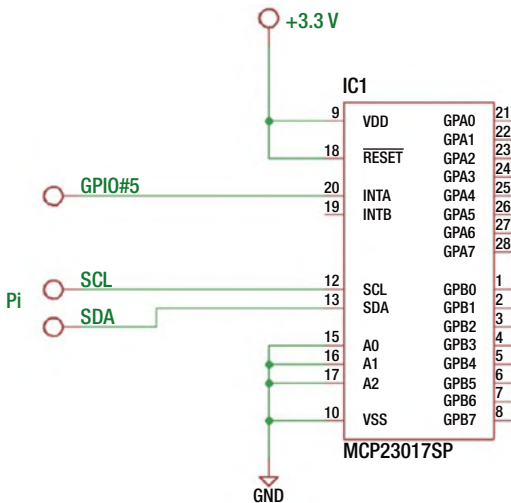 +3.3 V
IC1
9 VDD GPA0 21
GPA1 22
18 RESET GPA2 23
GPA3 24
GPIO#5 20 INTA GPA4 25
19 INTB GPA5 26
GPA6 27
GPA7 28
Pi
SCL 12 SCL GPB0 1
SDA 13 SDA GPB1 2
GPB2 3
15 A0 GPB3 4
16 A1 GPB4 5
17 A2 GPB5 6
GPB6 7
10 VSS GPB7 8
MCP23017SP
GND